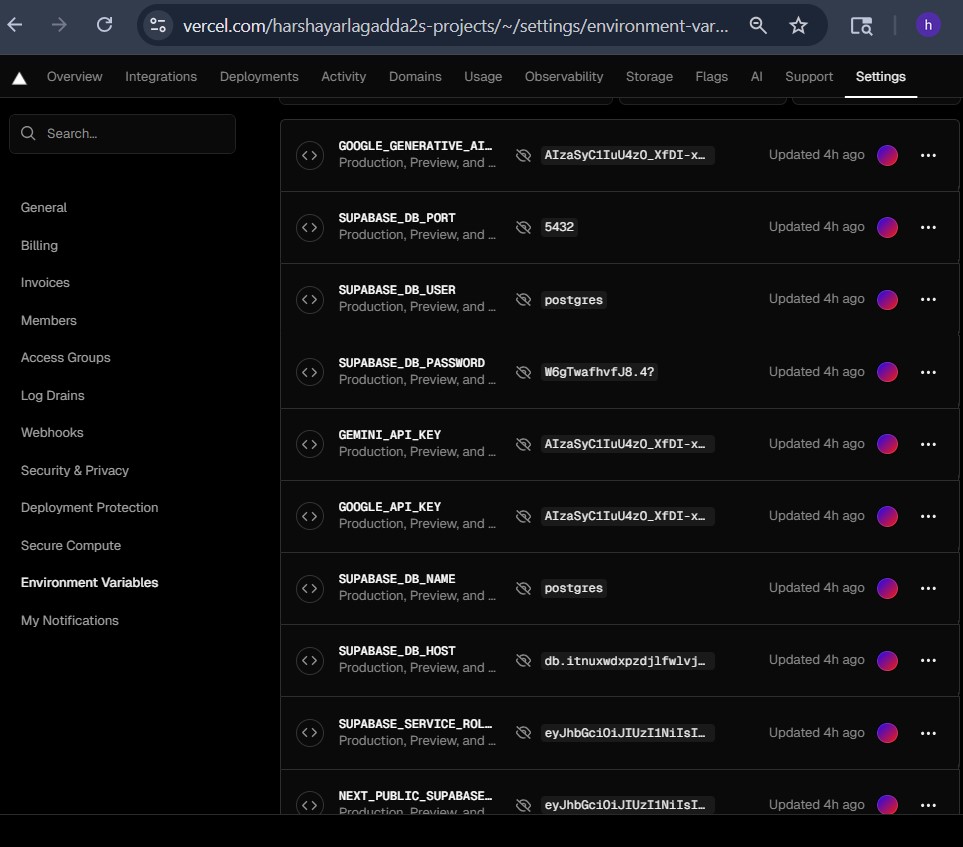 vercel.com/harshayarlagadda2s-projects/~/settings/environment-var...
h
Overview Integrations Deployments Activity Domains Usage Observability Storage Flags AI Support Settings
Search...
General
Billing
Invoices
Members
Access Groups
Log Drains
Webhooks
Security & Privacy
Deployment Protection
Secure Compute
Environment Variables
My Notifications
GOOGLE_GENERATIVE_AI…
Production, Preview, and …
AIzaSyC1IuU4zO_XfDI-x…
Updated 4h ago
SUPABASE_DB_PORT
Production, Preview, and …
5432
Updated 4h ago
SUPABASE_DB_USER
Production, Preview, and …
postgres
Updated 4h ago
SUPABASE_DB_PASSWORD
Production, Preview, and …
W6gTwafhvfJ8.4?
Updated 4h ago
GEMINI_API_KEY
Production, Preview, and …
AIzaSyC1IuU4zO_XfDI-x…
Updated 4h ago
GOOGLE_API_KEY
Production, Preview, and …
AIzaSyC1IuU4zO_XfDI-x…
Updated 4h ago
SUPABASE_DB_NAME
Production, Preview, and …
postgres
Updated 4h ago
SUPABASE_DB_HOST
Production, Preview, and …
db.itnuxwdxpzdjlfwlvj…
Updated 4h ago
SUPABASE_SERVICE_ROL…
Production, Preview, and …
eyJhbGciOiJIUzI1NiIsI…
Updated 4h ago
NEXT_PUBLIC_SUPABASE…
Production, Preview, and …
eyJhbGciOiJIUzI1NiIsI…
Updated 4h ago